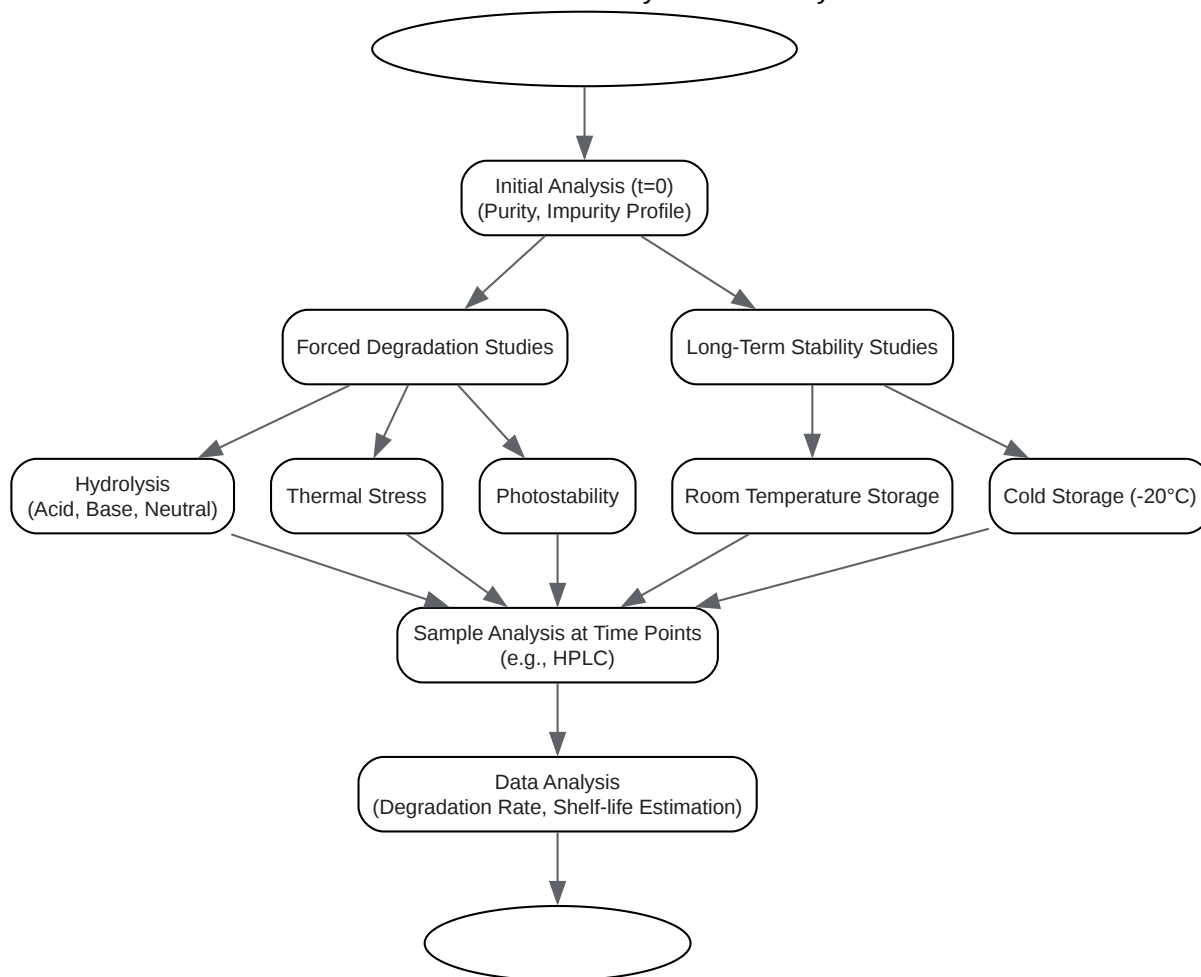 Initial Analysis (t=0)
(Purity, Impurity Profile)
Forced Degradation Studies
Long-Term Stability Studies
Hydrolysis
(Acid, Base, Neutral)
Thermal Stress
Photostability
Room Temperature Storage
Cold Storage (-20°C)
Sample Analysis at Time Points
(e.g., HPLC)
Data Analysis
(Degradation Rate, Shelf-life Estimation)